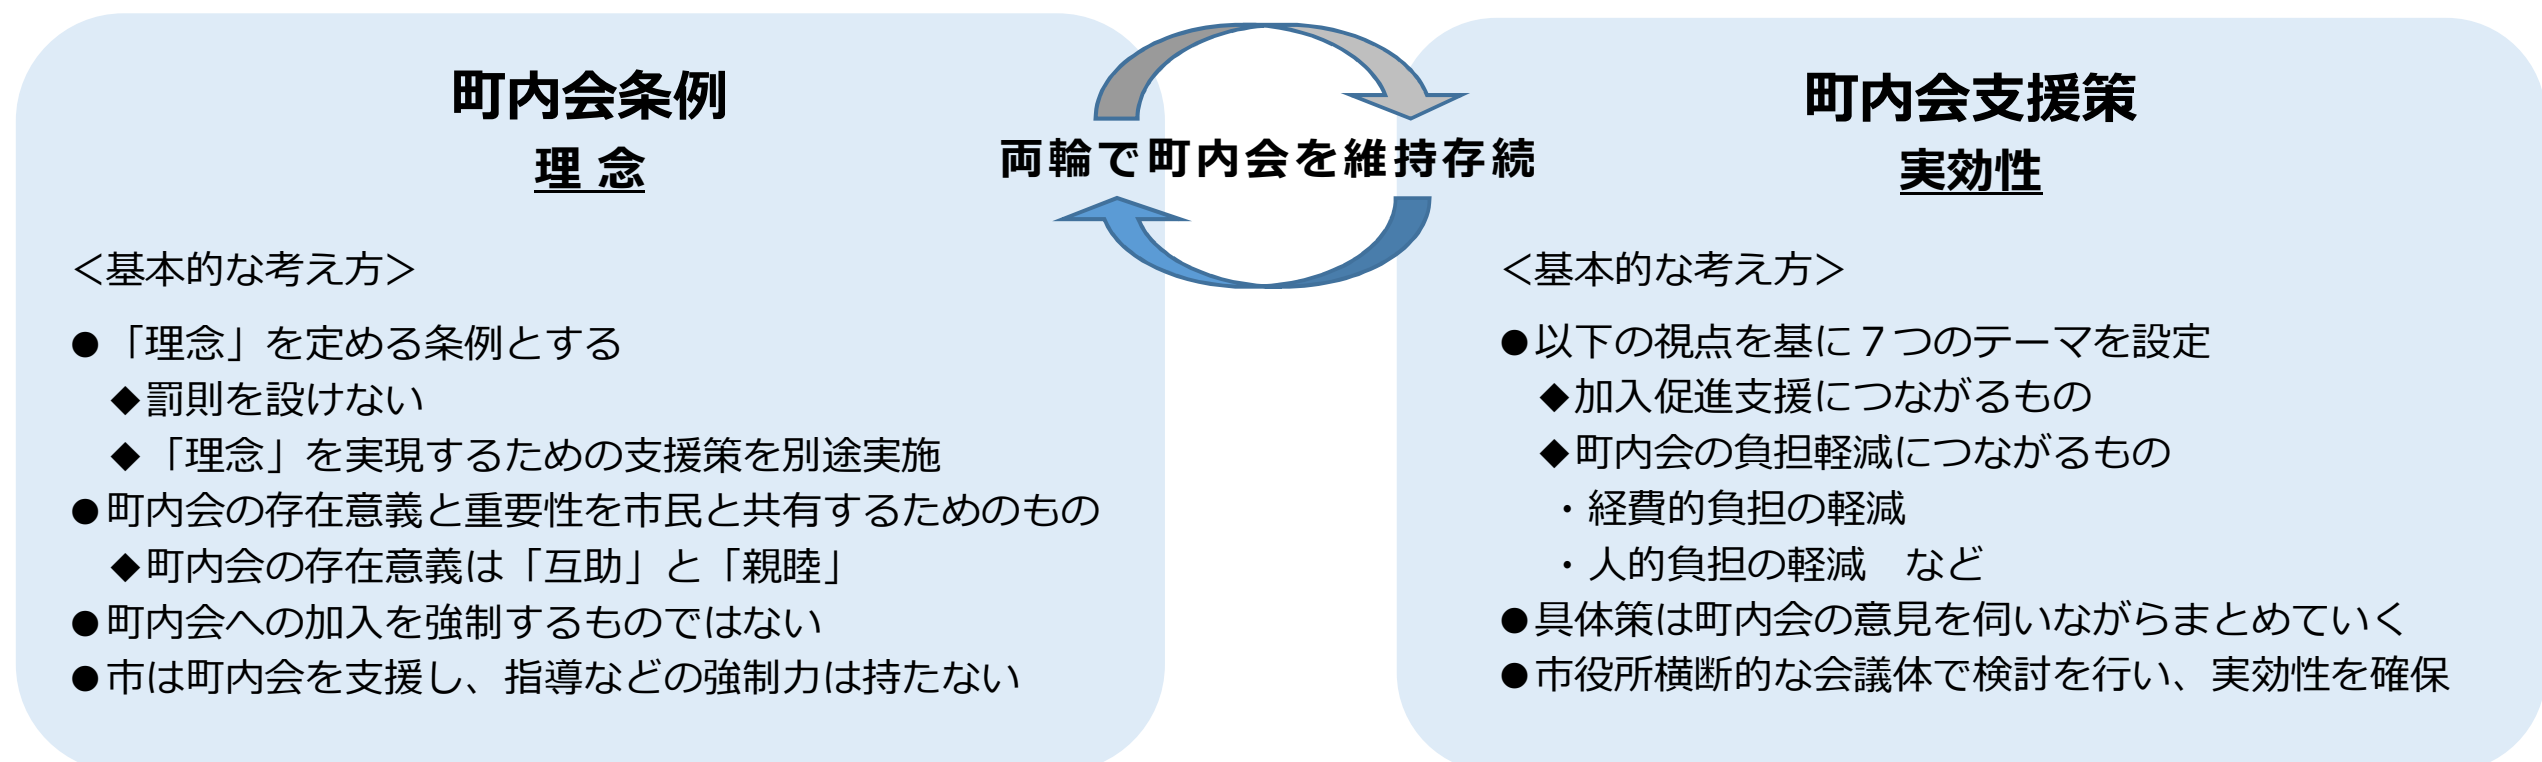 町内会条例
理 念
＜基本的な考え方＞
●「理念」を定める条例とする
◆罰則を設けない
◆「理念」を実現するための支援策を別途実施
●町内会の存在意義と重要性を市民と共有するためのもの
◆町内会の存在意義は「互助」と「親睦」
●町内会への加入を強制するものではない
●市は町内会を支援し、指導などの強制力は持たない
両輪で町内会を維持存続
町内会支援策
実効性
＜基本的な考え方＞
●以下の視点を基に７つのテーマを設定
◆加入促進支援につながるもの
◆町内会の負担軽減につながるもの
・経費的負担の軽減
・人的負担の軽減　など
●具体策は町内会の意見を伺いながらまとめていく
●市役所横断的な会議体で検討を行い、実効性を確保